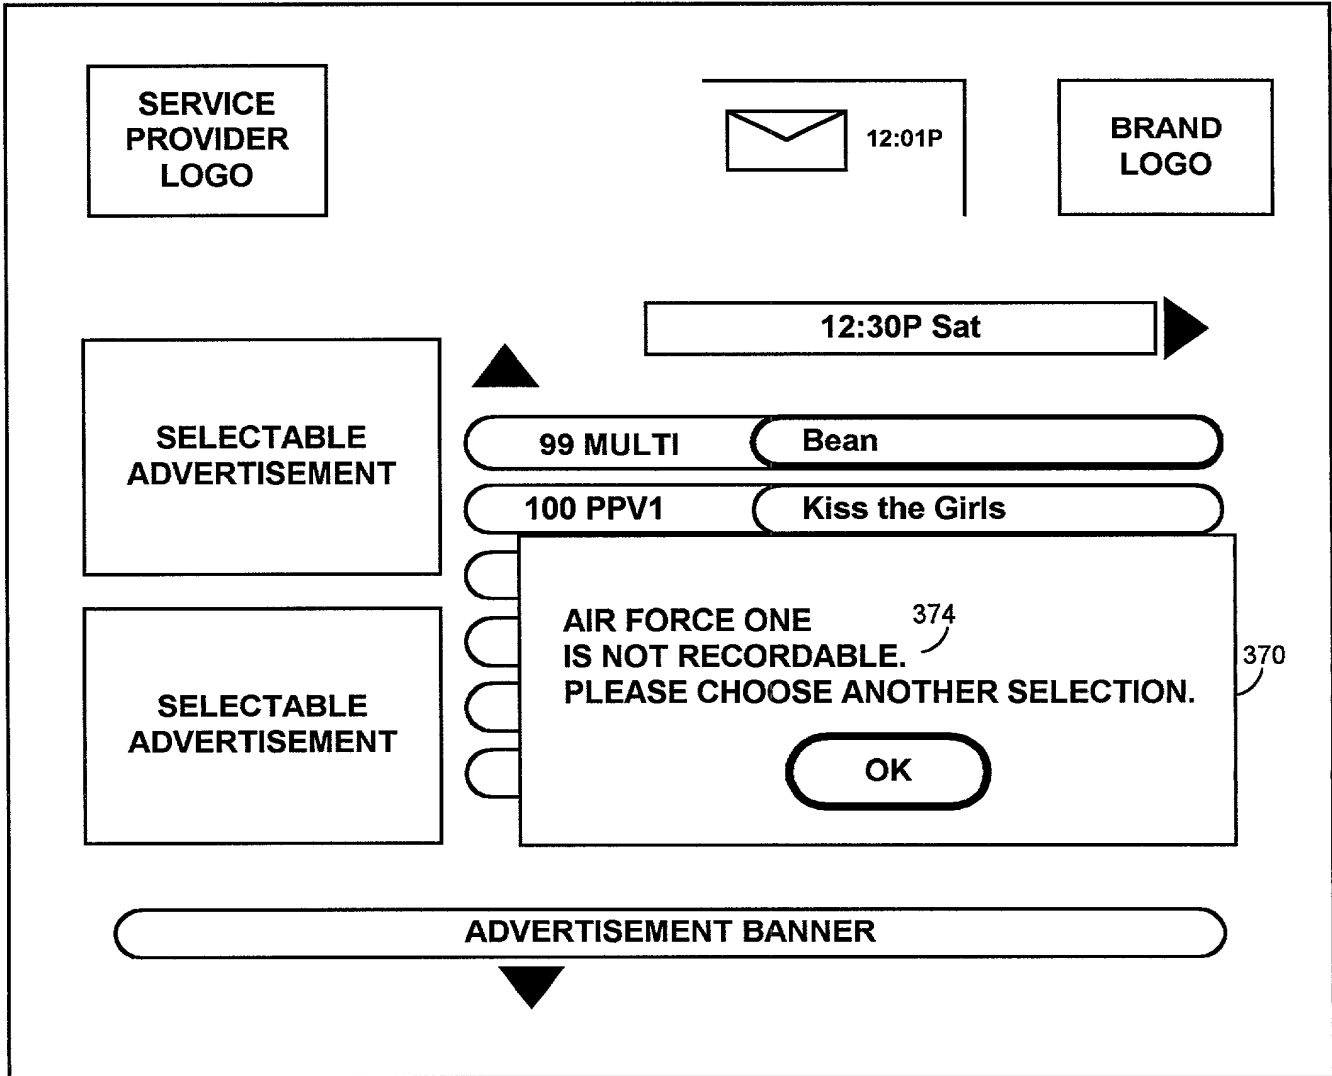 SERVICE
PROVIDER
LOGO
12:01P
BRAND
LOGO
12:30P Sat
SELECTABLE
ADVERTISEMENT
99 MULTI Bean
100 PPV1 Kiss the Girls
AIR FORCE ONE 374
IS NOT RECORDABLE.
370
PLEASE CHOOSE ANOTHER SELECTION.
SELECTABLE
ADVERTISEMENT
OK
ADVERTISEMENT BANNER